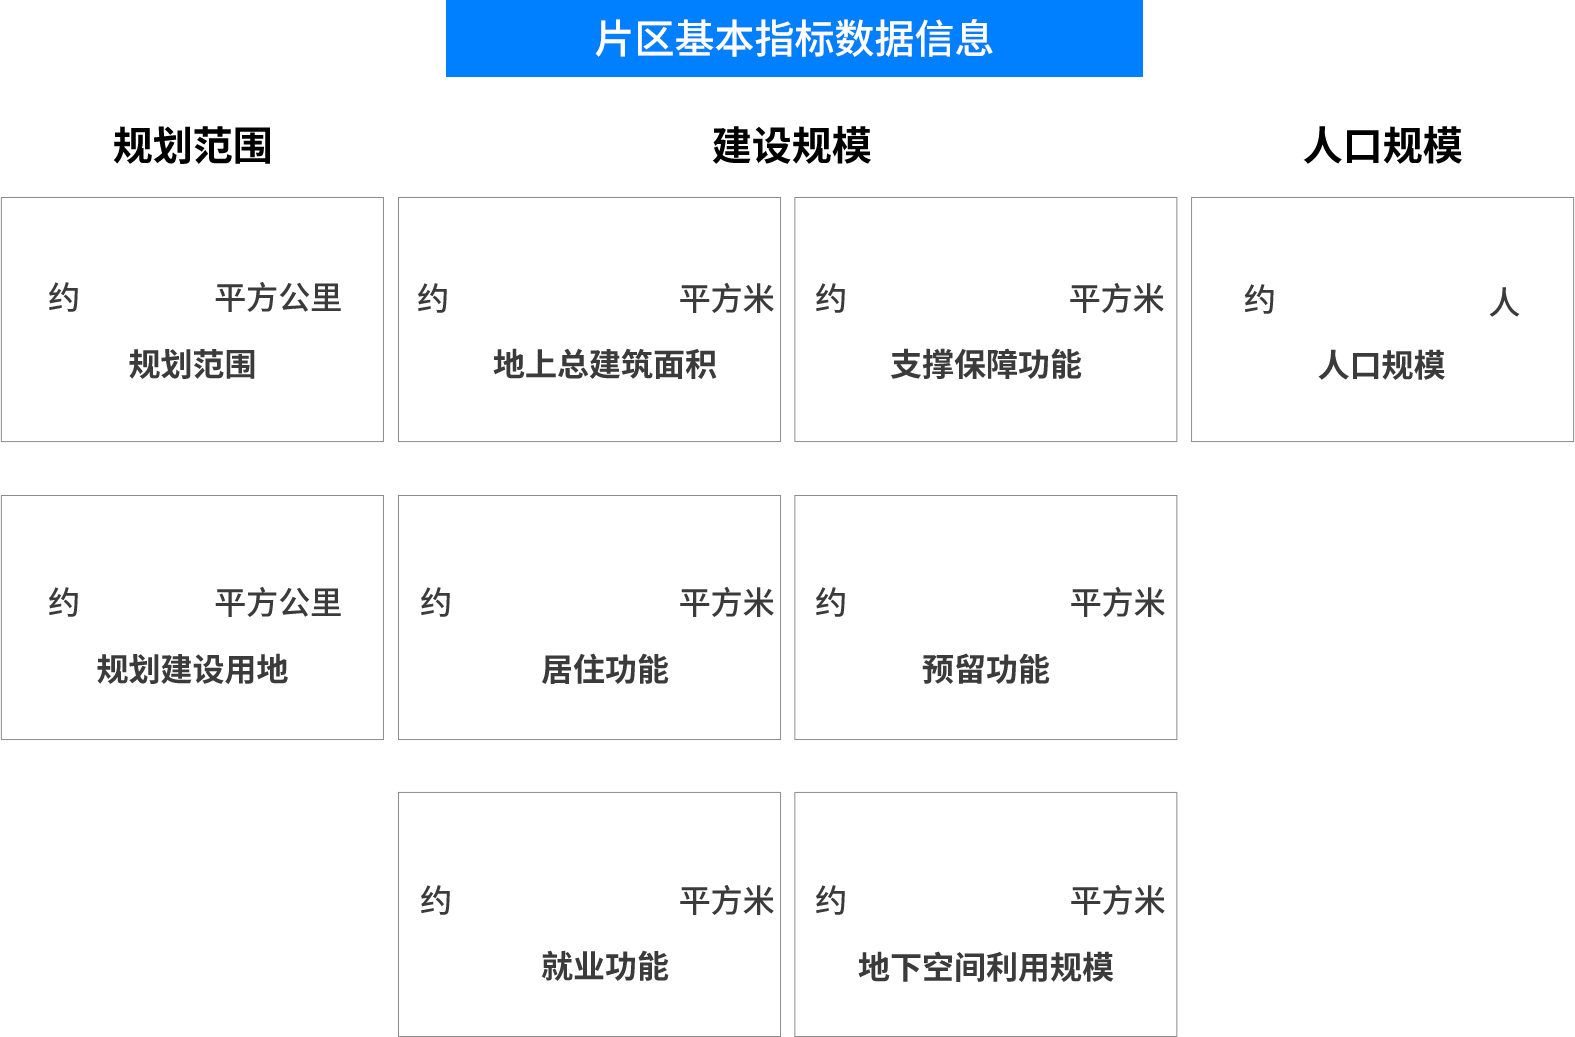 片区基本指标数据信息
规划范围 建设规模 人口规模
约 平方公里 约 平方米 约 平方米 约 人
规划范围 地上总建筑面积 支撑保障功能 人口规模
约 平方公里 约 平方米 约 平方米
规划建设用地 居住功能 预留功能
约 平方米 约 平方米
就业功能 地下空间利用规模